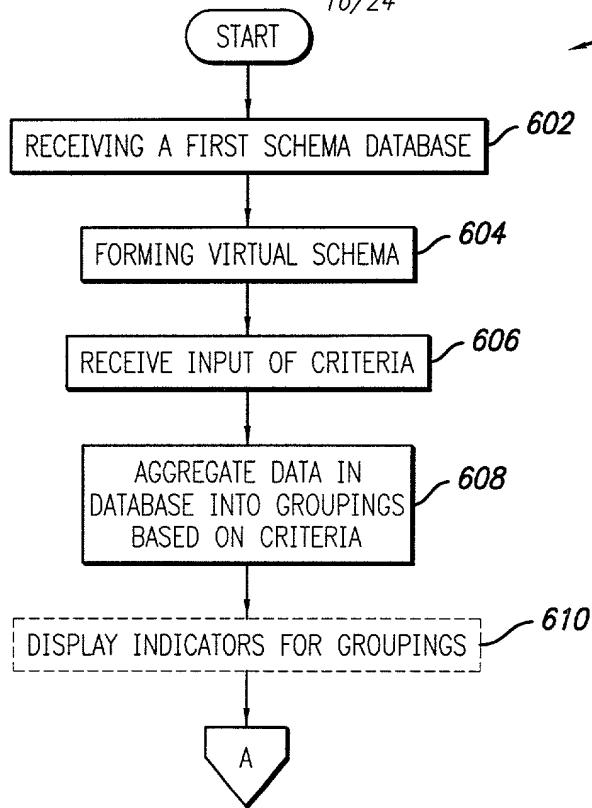 16/24
START
RECEIVING A FIRST SCHEMA DATABASE
602
FORMING VIRTUAL SCHEMA
604
RECEIVE INPUT OF CRITERIA
606
AGGREGATE DATA IN
DATABASE INTO GROUPINGS
BASED ON CRITERIA
608
DISPLAY INDICATORS FOR GROUPINGS
610
A